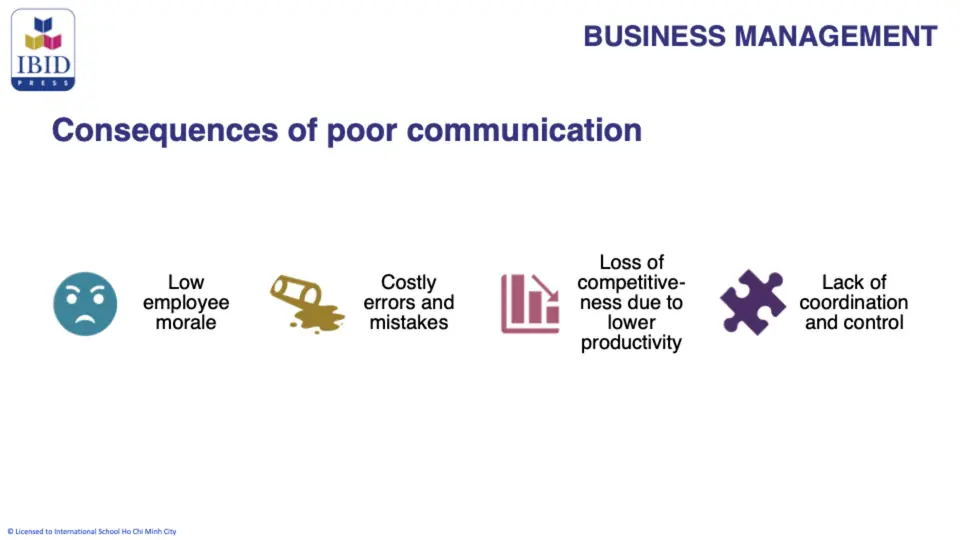 IBID
PRESS
BUSINESS MANAGEMENT
Consequences of poor communication
Low
employee
morale
Costly
errors and
mistakes
Loss of
competitive-
ness due to
lower
productivity
Lack of
coordination
and control
© Licensed to International School Ho Chi Minh City